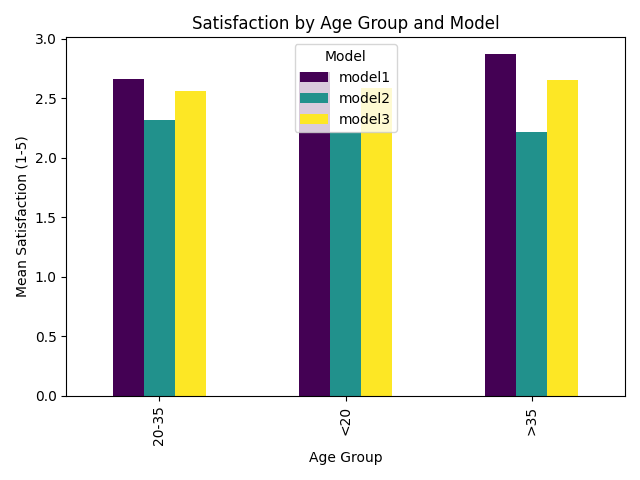 Satisfaction by Age Group and Model
Mean Satisfaction (1-5)
3.0
2.5
2.0
1.5
1.0
0.5
0.0
Model
model1
model2
model3
20-35
<20
>35
Age Group